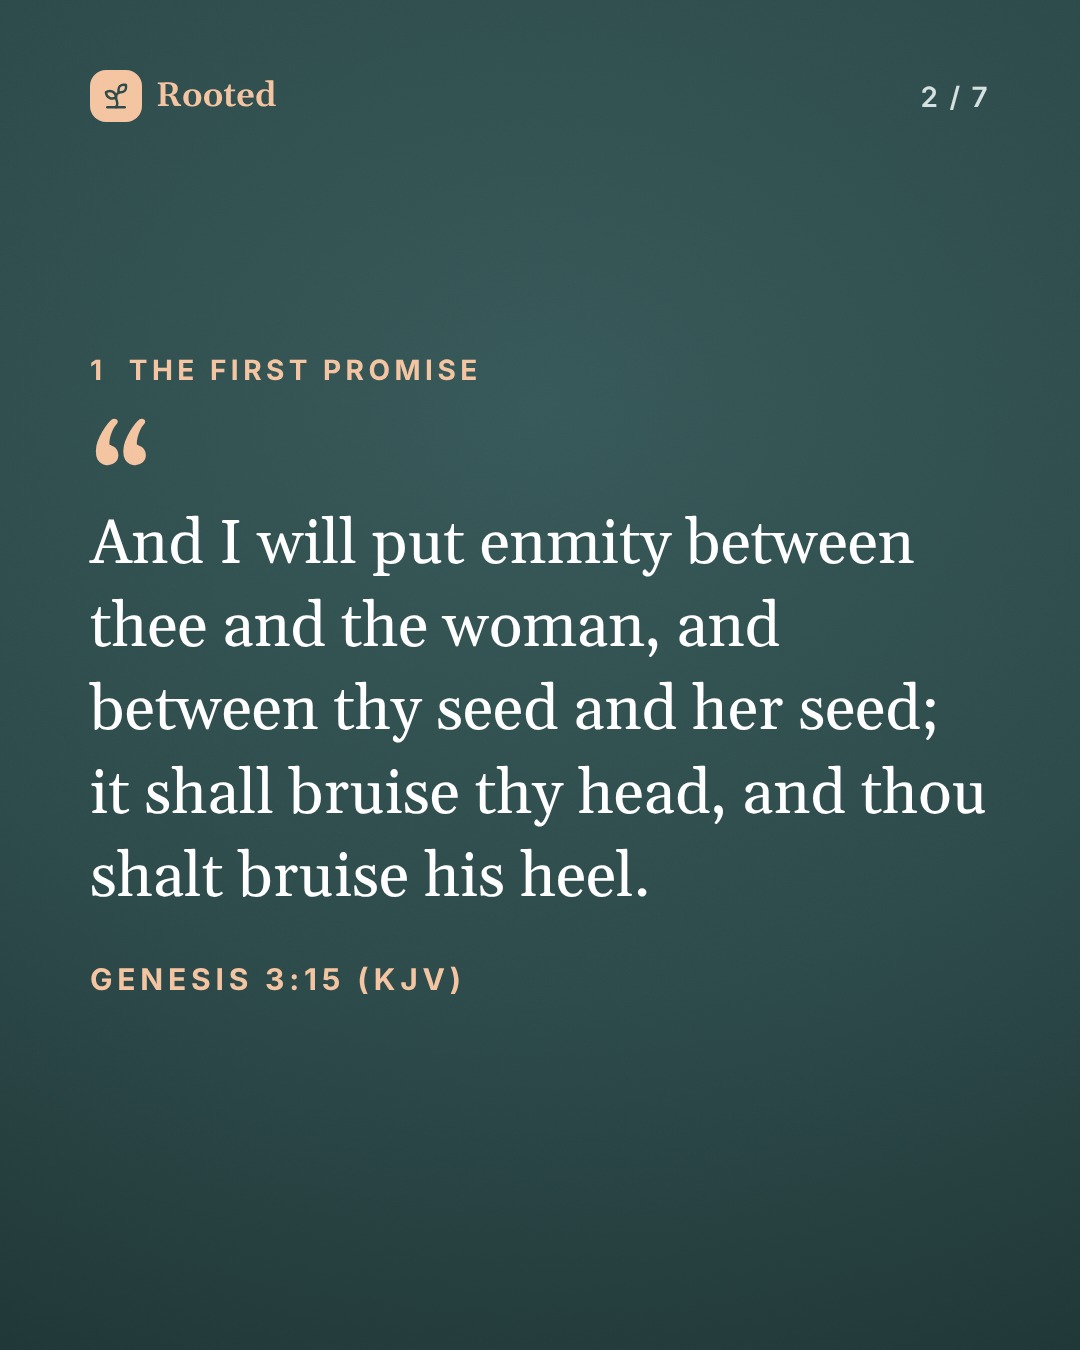 Rooted
2 / 7
1 THE FIRST PROMISE
“
And I will put enmity between
thee and the woman, and
between thy seed and her seed;
it shall bruise thy head, and thou
shalt bruise his heel.
GENESIS 3:15 (KJV)